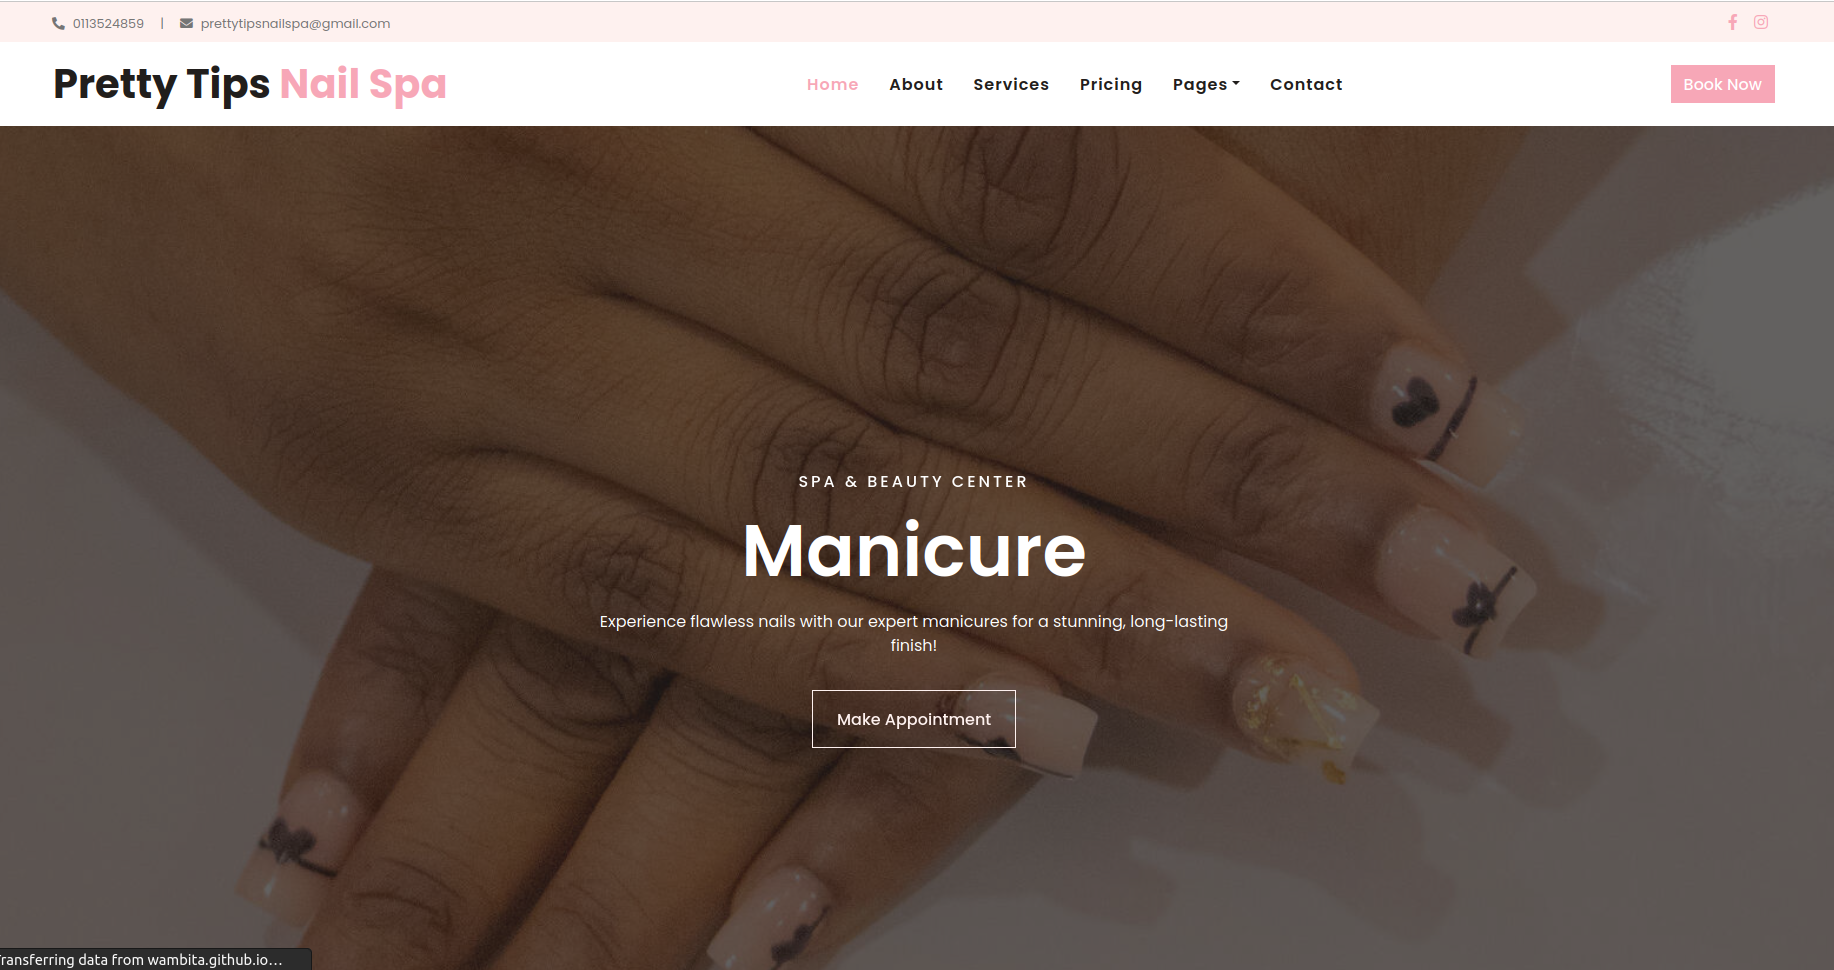 0113524859 | prettytipsnailspa@gmail.com
Pretty Tips Nail Spa
Home About Services Pricing Pages Contact
Book Now
SPA & BEAUTY CENTER
Manicure
Experience flawless nails with our expert manicures for a stunning, long-lasting
finish!
Make Appointment
ransferring data from wambita.github.io…